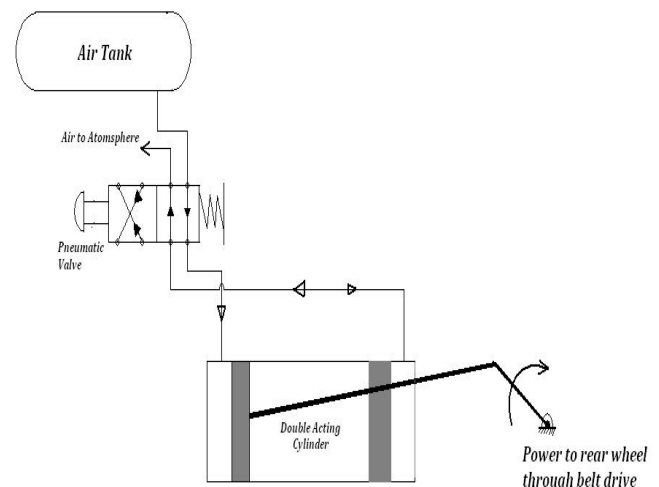 Air Tank
Air to Atomsphere
Pneumatic
Valve
Double Acting
Cylinder
Power to rear wheel
through belt drive